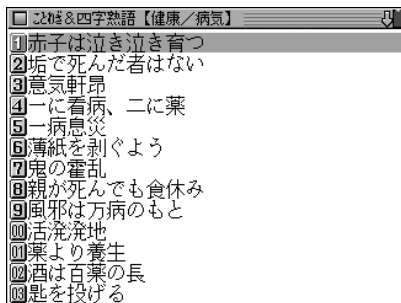 ことわざ&四字熟語【健康／病気】
1赤子は泣き泣き育つ
2垢で死んだ者はない
3意気軒昂
4一に看病、二に薬
5一病息災
6薄紙を剥ぐよう
7鬼の霍乱
8親が死んでも食休み
9風邪は万病のもと
00活溌溌地
01薬より養生
02酒は百薬の長
03匙を投げる